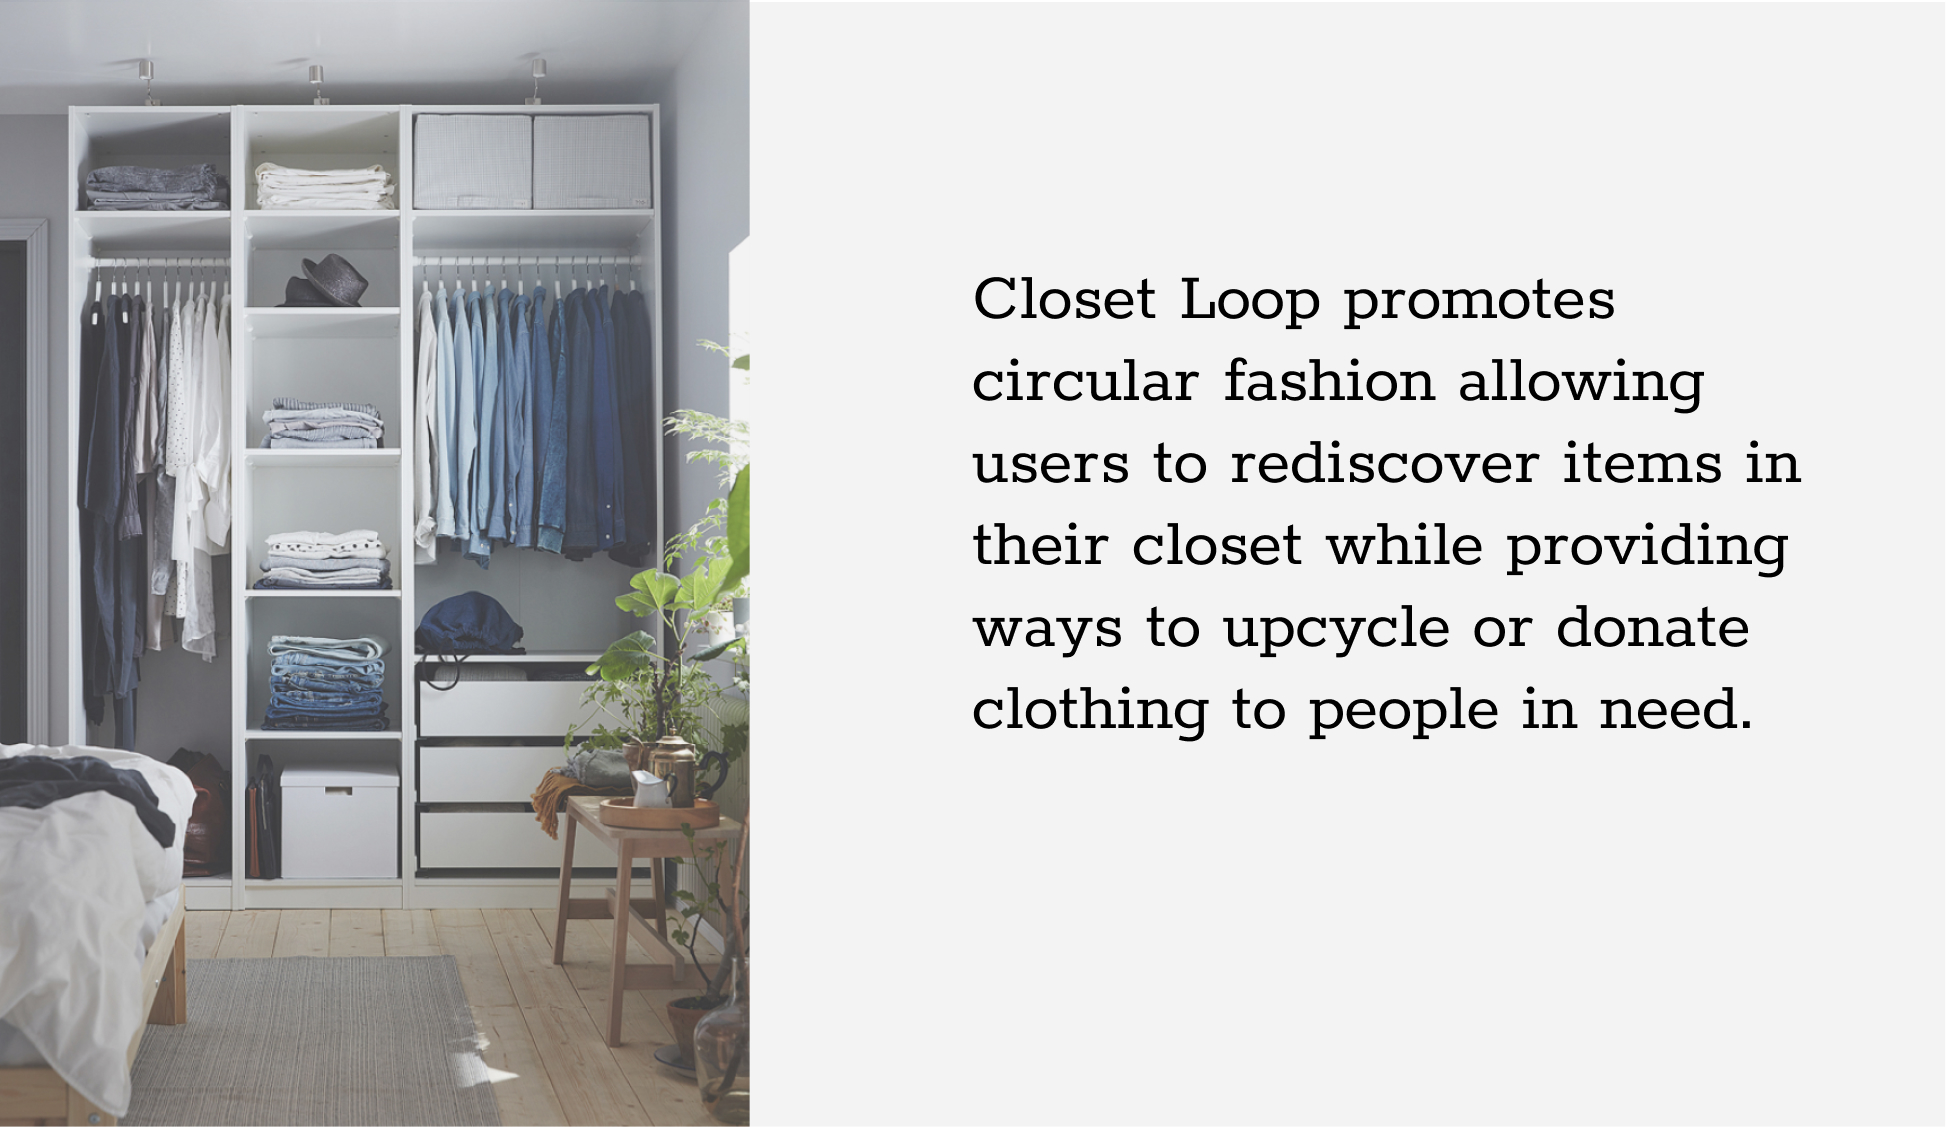 Closet Loop promotes
circular fashion allowing
users to rediscover items in
their closet while providing
ways to upcycle or donate
clothing to people in need.